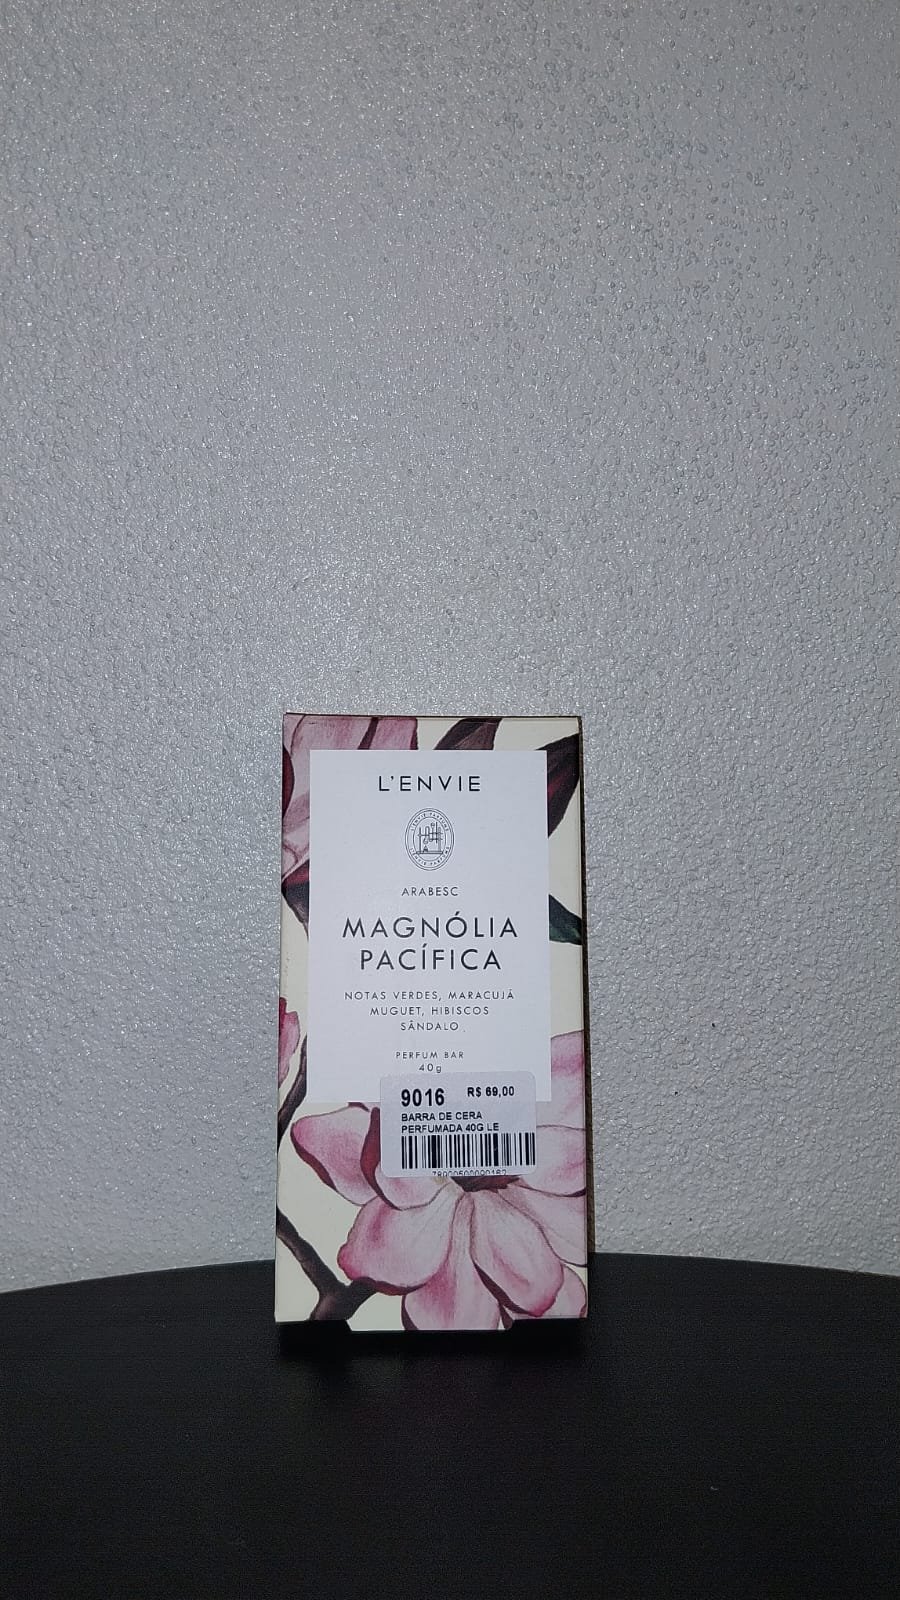 L'ENVIE
ARABESC
MAGNÓLIA
PACÍFICA
NOTAS VERDES, MARACUJÁ
MUGUET, HIBISCOS
SÂNDALO
PERFUM BAR
40g
9016 R$ 69,00
BARRA DE CERA
PERFUMADA 40G LE